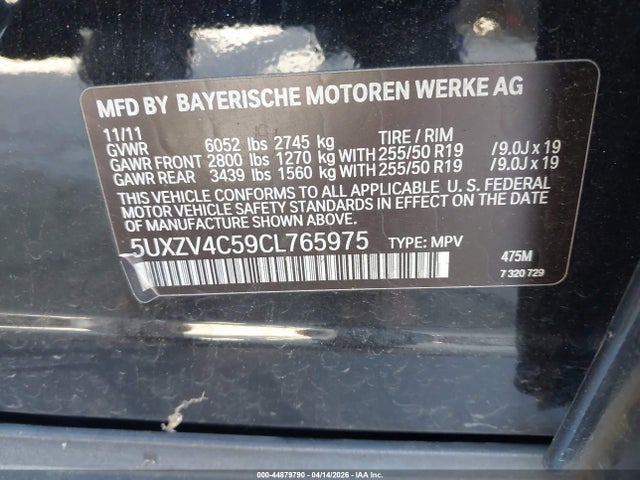 MFD BY BAYERISCHE MOTOREN WERKE AG
11/11
GVWR 6052 lbs 2745 kg TIRE / RIM
GAWR FRONT 2800 lbs 1270 kg WITH 255/50 R19 /9.0J x 19
GAWR REAR 3439 lbs 1560 kg WITH 255/50 R19 /9.0J x 19
THIS VEHICLE CONFORMS TO ALL APPLICABLE U. S. FEDERAL
MOTOR VEHICLE SAFETY STANDARDS IN EFFECT ON THE DATE
OF MANUFACTURE SHOWN ABOVE.
5UXZV4C59CL765975 TYPE: MPV
475M
7 320 729
000-44879790 - 04/14/2026 - IAAI INC. COPYRIGHT